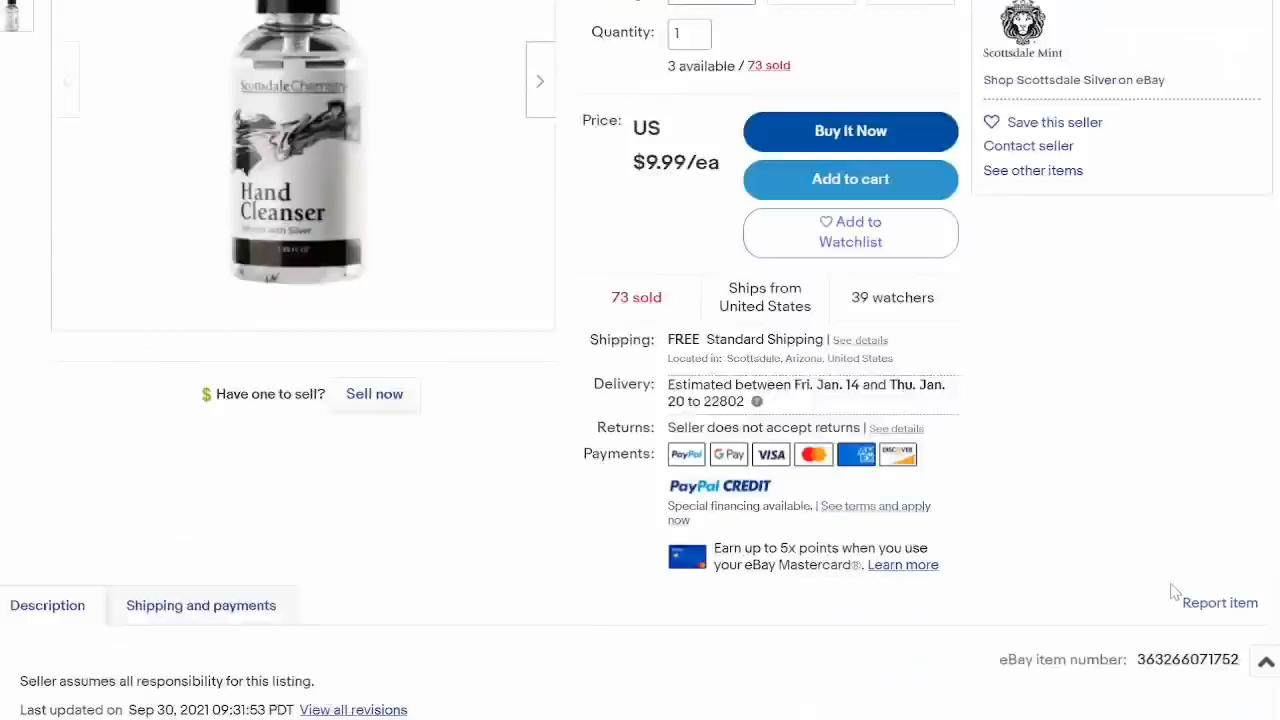 Quantity:
1
3 available / 73 sold
Scottsdale Mint
Shop Scottsdale Silver on eBay
Save this seller
Contact seller
See other items
Price:
US
$9.99/ea
Buy It Now
Add to cart
Add to
Watchlist
ScottsdaleChemistry
Hand
Cleanser
Infused with Silver
73 sold
Ships from
United States
39 watchers
Shipping:
FREE Standard Shipping | See details
Located in: Scottsdale, Arizona, United States
Delivery:
Estimated between Fri. Jan. 14 and Thu. Jan.
20 to 22802
Returns:
Seller does not accept returns | See details
Payments:
PayPal
G Pay
VISA
DISCOVER
PayPal CREDIT
Special financing available. | See terms and apply
now
Earn up to 5x points when you use
your eBay Mastercard®. Learn more
$ Have one to sell?
Sell now
Description
Shipping and payments
Report item
eBay item number: 363266071752
Seller assumes all responsibility for this listing.
Last updated on Sep 30, 2021 09:31:53 PDT View all revisions